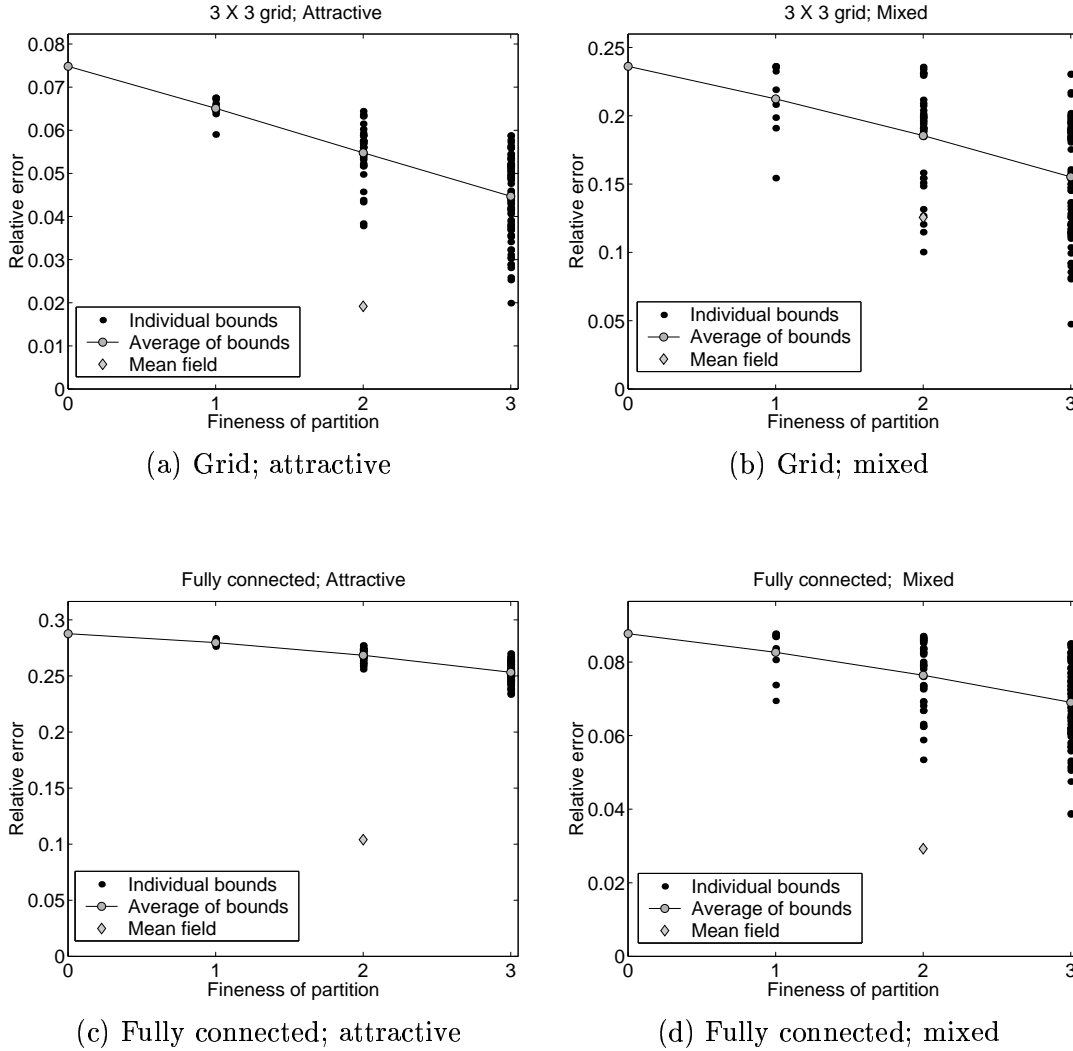 3 X 3 grid; Attractive
0.08
0.07
0.06
0.05
0.04
0.03
0.02
0.01
0
Relative error
Individual bounds
Average of bounds
Mean field
0 1 2 3
Fineness of partition
(a) Grid; attractive
3 X 3 grid; Mixed
0.25
0.2
0.15
0.1
0.05
0
Relative error
Individual bounds
Average of bounds
Mean field
0 1 2 3
Fineness of partition
(b) Grid; mixed
Fully connected; Attractive
0.3
0.25
0.2
0.15
0.1
0.05
0
Relative error
Individual bounds
Average of bounds
Mean field
0 1 2 3
Fineness of partition
(c) Fully connected; attractive
Fully connected; Mixed
0.08
0.06
0.04
0.02
0
Relative error
Individual bounds
Average of bounds
Mean field
0 1 2 3
Fineness of partition
(d) Fully connected; mixed